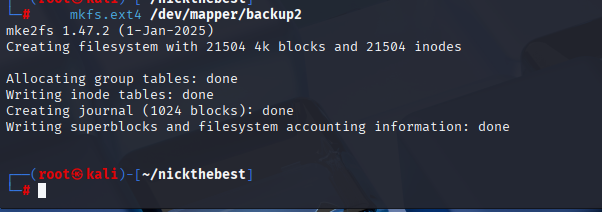 (root㉿kali)-[~/nickthebest]
└─# mkfs.ext4 /dev/mapper/backup2
mke2fs 1.47.2 (1-Jan-2025)
Creating filesystem with 21504 4k blocks and 21504 inodes
Allocating group tables: done
Writing inode tables: done
Creating journal (1024 blocks): done
Writing superblocks and filesystem accounting information: done
┌──(root㉿kali)-[~/nickthebest]
└─#